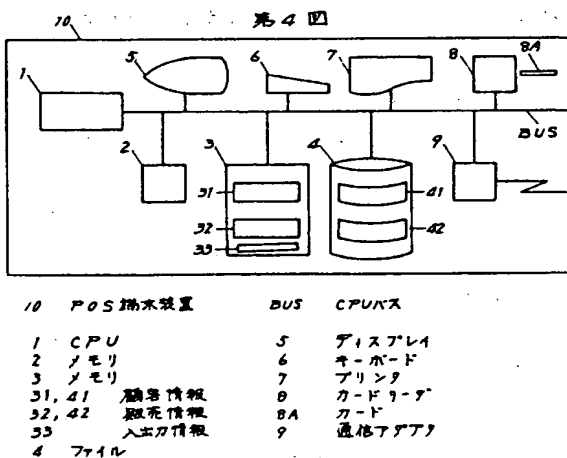 第4図
10
5
6
7
8
8A
1
BUS
2
3
4
9
31
41
32
42
33
10 POS端末装置 BUS CPUバス
1 CPU 5 ディスプレイ
2 メモリ 6 キーボード
3 メモリ 7 プリンタ
31,41 顧客情報 8 カードリーダ
32,42 販売情報 8A カード
33 入出力情報 9 通信アダプタ
4 ファイル